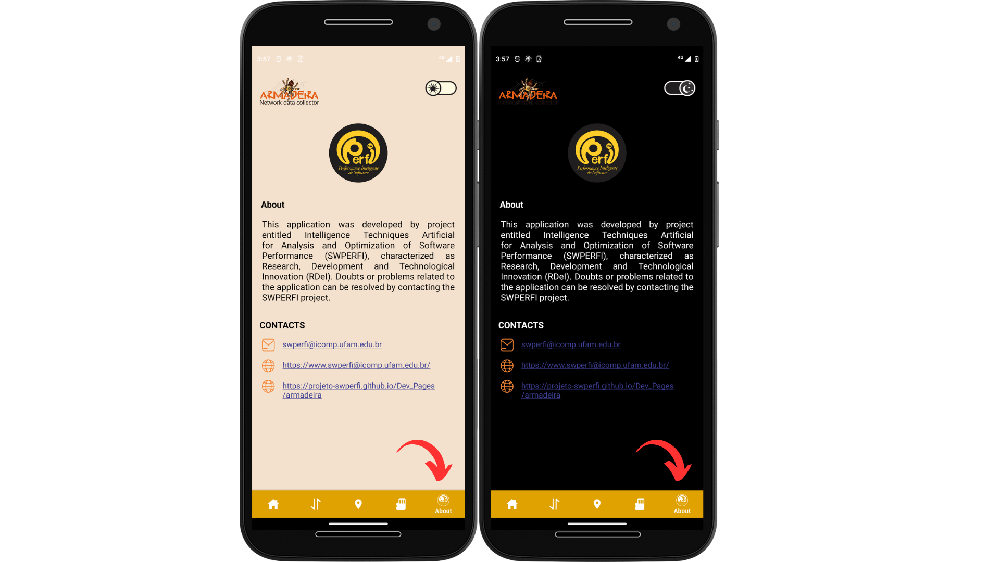 3:57
4G
ARMADEIRA
Network data collector
Perfi
SW
Performance Inteligente
de Software
About
This application was developed by project
entitled Intelligence Techniques Artificial
for Analysis and Optimization of Software
Performance (SWPERFI), characterized as
Research, Development and Technological
Innovation (RDeI). Doubts or problems related to
the application can be resolved by contacting the
SWPERFI project.
CONTACTS
swperfi@icomp.ufam.edu.br
https://www.swperfi@icomp.ufam.edu.br/
https://projeto-swperfi.github.io/Dev_Pages
/armadeira
About
3:57
4G
ARMADEIRA
Network data collector
Perfi
SW
Performance Inteligente
de Software
About
This application was developed by project
entitled Intelligence Techniques Artificial
for Analysis and Optimization of Software
Performance (SWPERFI), characterized as
Research, Development and Technological
Innovation (RDeI). Doubts or problems related to
the application can be resolved by contacting the
SWPERFI project.
CONTACTS
swperfi@icomp.ufam.edu.br
https://www.swperfi@icomp.ufam.edu.br/
https://projeto-swperfi.github.io/Dev_Pages
/armadeira
About